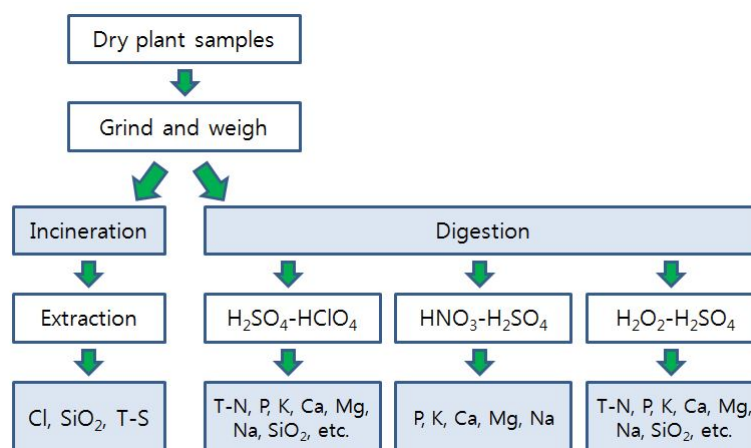 Dry plant samples
Grind and weigh
Incineration
Digestion
Extraction
H₂SO₄-HClO₄
HNO₃-H₂SO₄
H₂O₂-H₂SO₄
Cl, SiO₂, T-S
T-N, P, K, Ca, Mg,
Na, SiO₂, etc.
P, K, Ca, Mg, Na
T-N, P, K, Ca, Mg,
Na, SiO₂, etc.